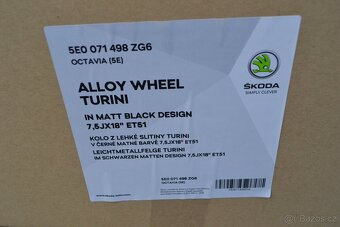 5E0 071 498 ZG6
OCTAVIA (5E)
ŠKODA
SIMPLY CLEVER
ALLOY WHEEL
TURINI
IN MATT BLACK DESIGN
7,5JX18" ET51
KOLO Z LEHKÉ SLITINY TURINI
V ČERNÉ MATNÉ BARVĚ 7,5JX18" ET51
LEICHTMETALLFELGE TURINI
IM SCHWARZEN MATTEN DESIGN 7,5JX18" ET51
5E0 071 498 ZG6
OCTAVIA (5E)